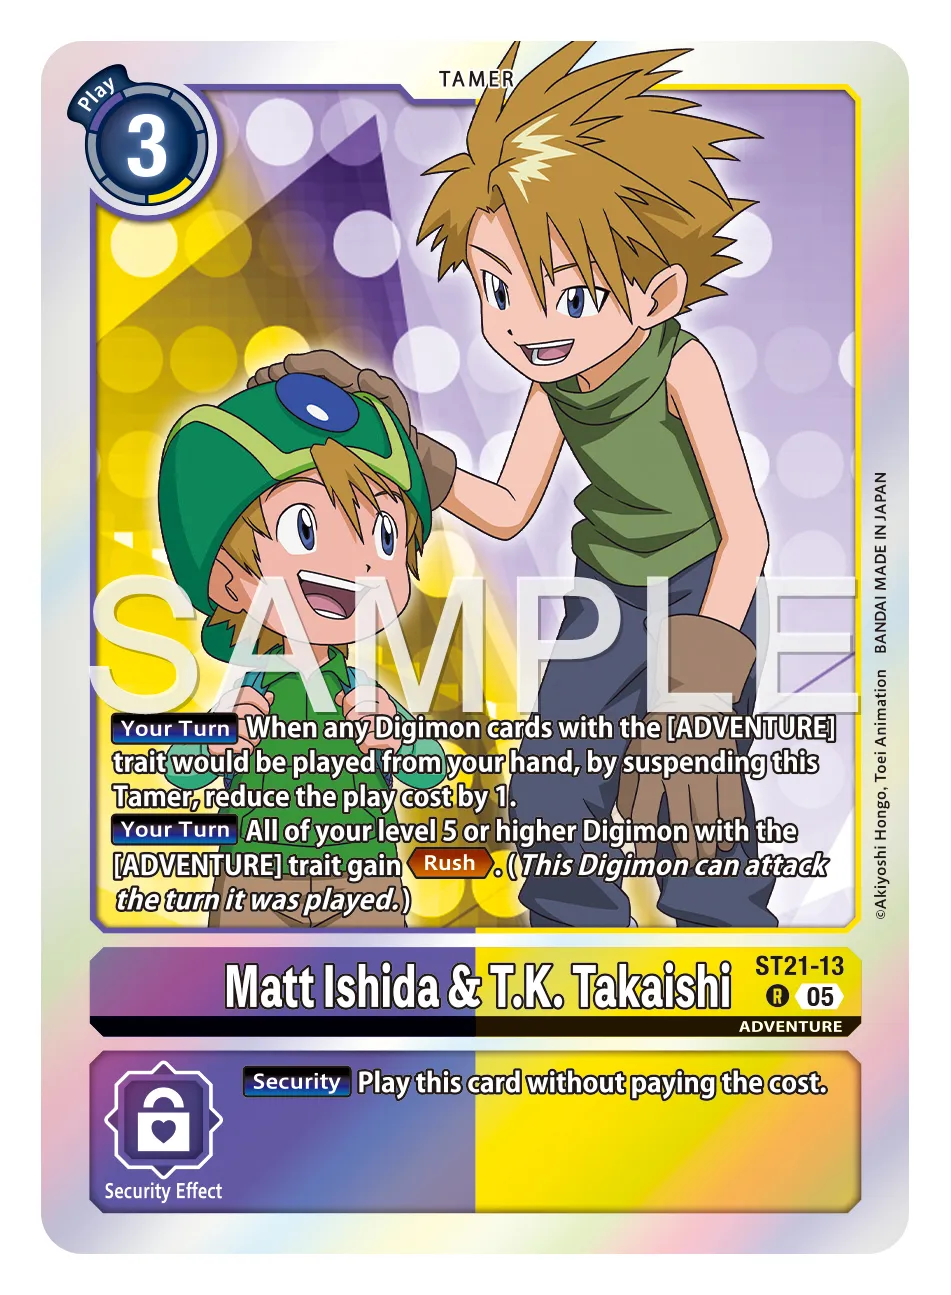 TAMER
Play
3
SAMPLE
Your Turn When any Digimon cards with the [ADVENTURE]
trait would be played from your hand, by suspending this
Tamer, reduce the play cost by 1.
Your Turn All of your level 5 or higher Digimon with the
[ADVENTURE] trait gain Rush. (This Digimon can attack
the turn it was played.)
©Akiyoshi Hongo, Toei Animation BANDAI MADE IN JAPAN
Matt Ishida & T.K. Takaishi
ST21-13
R 05
ADVENTURE
Security Play this card without paying the cost.
Security Effect